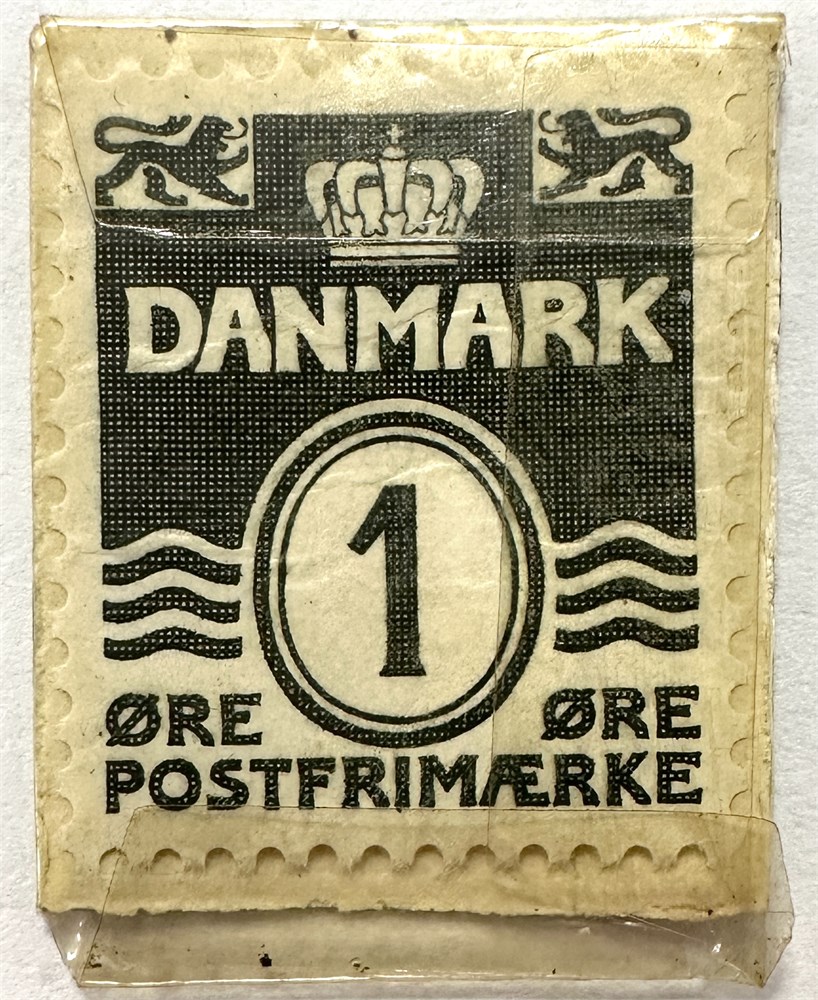 DANMARK
1
ØRE ØRE
POSTFRIMÆRKE